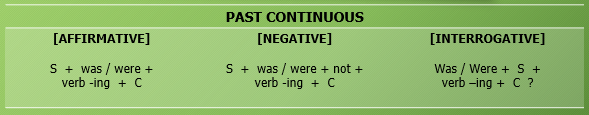 PAST CONTINUOUS
[AFFIRMATIVE] [NEGATIVE] [INTERROGATIVE]
S + was / were + S + was / were + not + Was / Were + S +
verb -ing + C verb -ing + C verb –ing + C ?